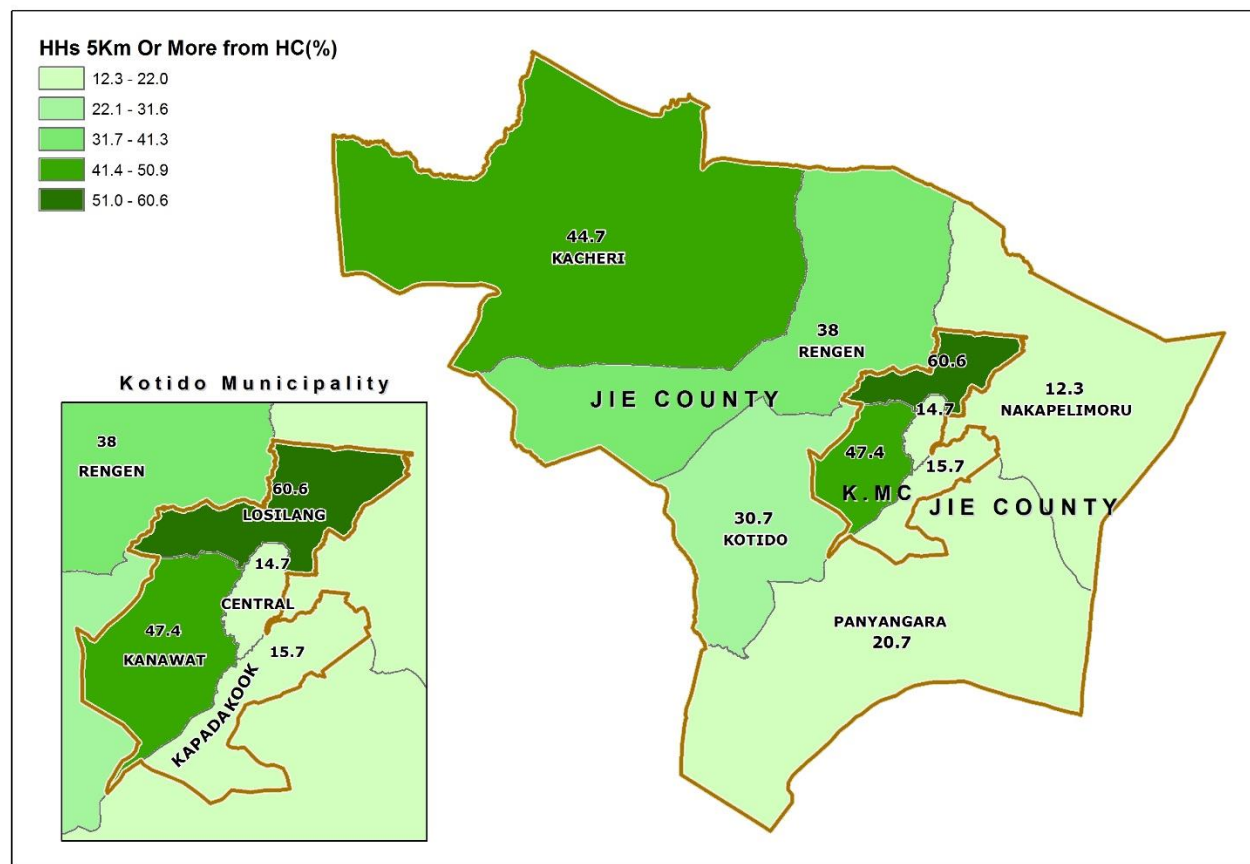 HHs 5Km Or More from HC(%)
12.3 - 22.0
22.1 - 31.6
31.7 - 41.3
41.4 - 50.9
51.0 - 60.6
44.7
KACHERI
38
RENGEN
60.6
12.3
NAKAPELIMORU
JIE COUNTY
14.7
47.4
15.7
K.MC
JIE COUNTY
30.7
KOTIDO
PANYANGARA
20.7
Kotido Municipality
38
RENGEN
60.6
LOSILANG
14.7
CENTRAL
47.4
KANAWAT
15.7
KAPADAKOOK